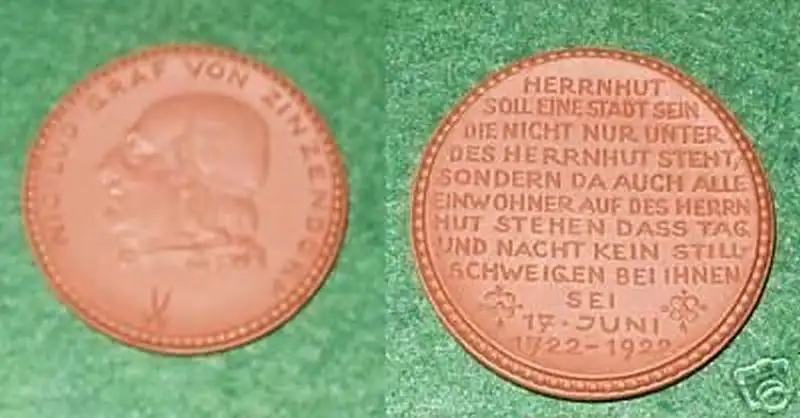 NIC LUD GRAF VON ZINZENDORF
HERRNHUT
SOLL EINE STADT SEIN
DIE NICHT NUR UNTER
DES HERRNHUT STEHT,
SONDERN DA AUCH ALLE
EINWOHNER AUF DES HERRN
HUT STEHEN DASS TAG
UND NACHT KEIN STILL-
SCHWEIGEN BEI IHNEN
SEI
17·JUNI
1722-1922